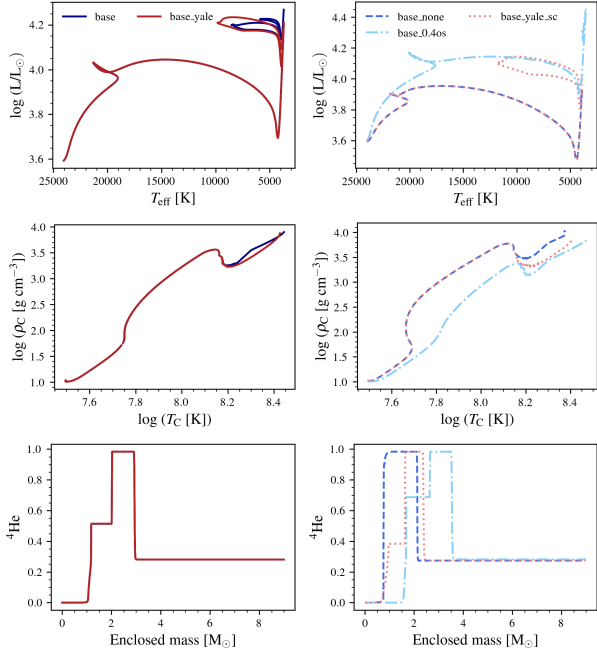 base base_yale
4.2
4.0
3.8
3.6
log (L/L☉)
25000 20000 15000 10000 5000
T_eff [K]
base_none base_yale_sc
base_0.4os
4.4
4.2
4.0
3.8
3.6
log (L/L☉)
25000 20000 15000 10000 5000
T_eff [K]
4.0
3.5
3.0
2.5
2.0
1.5
1.0
log (ρ_C [g cm⁻³])
7.6 7.8 8.0 8.2 8.4
log (T_C [K])
4.0
3.5
3.0
2.5
2.0
1.5
1.0
log (ρ_C [g cm⁻³])
7.6 7.8 8.0 8.2 8.4
log (T_C [K])
1.0
0.8
0.6
0.4
0.2
0.0
⁴He
0 2 4 6 8
Enclosed mass [M☉]
1.0
0.8
0.6
0.4
0.2
0.0
⁴He
0 2 4 6 8
Enclosed mass [M☉]